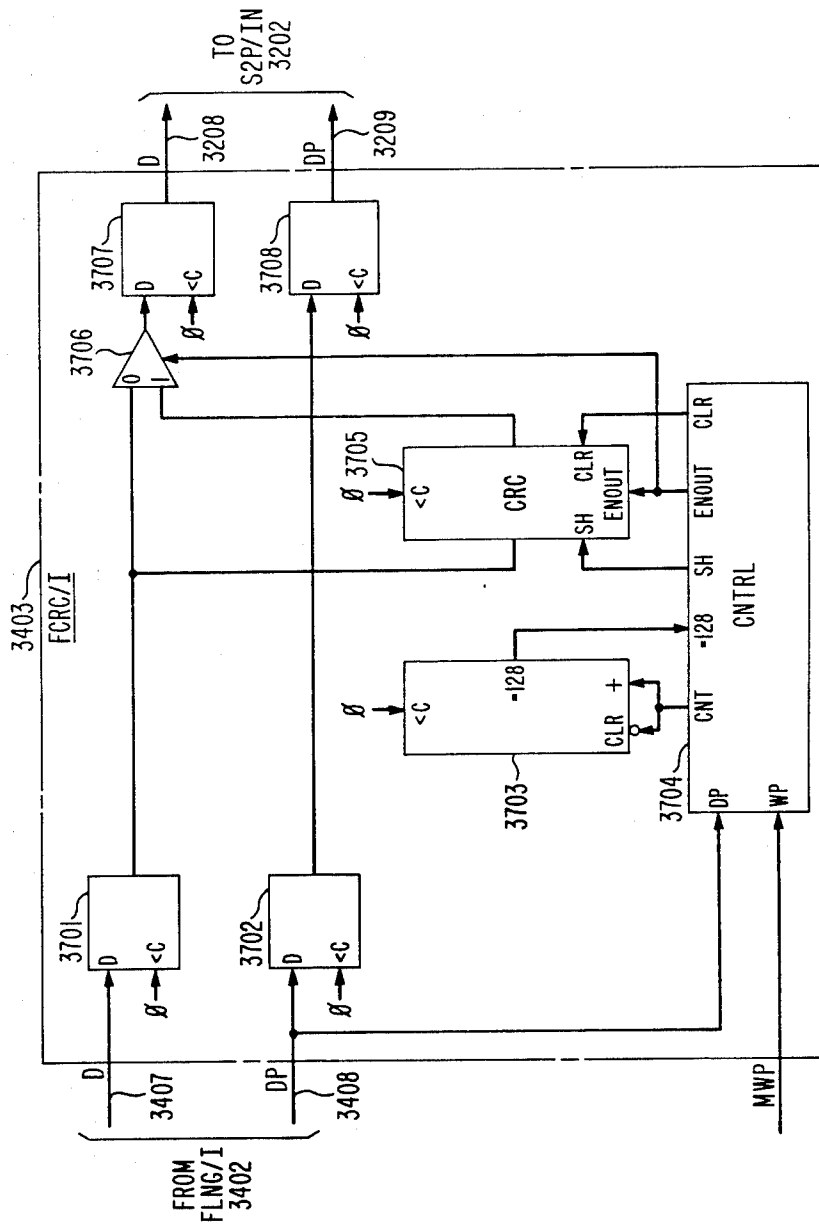 3403
FCRC/I
FROM
FLNG/I
3402
D
3407
DP
3408
MWP
3701
D
<C
Ø
3702
D
<C
Ø
3703
Ø
<C
=128
CLR
+
3704
DP
WP
CNT
=128
SH
ENOUT
CLR
CNTRL
3705
Ø
<C
CRC
SH
CLR
ENOUT
3706
0
1
3707
D
<C
Ø
3708
D
<C
Ø
D
3208
DP
3209
TO
S2P/IN
3202